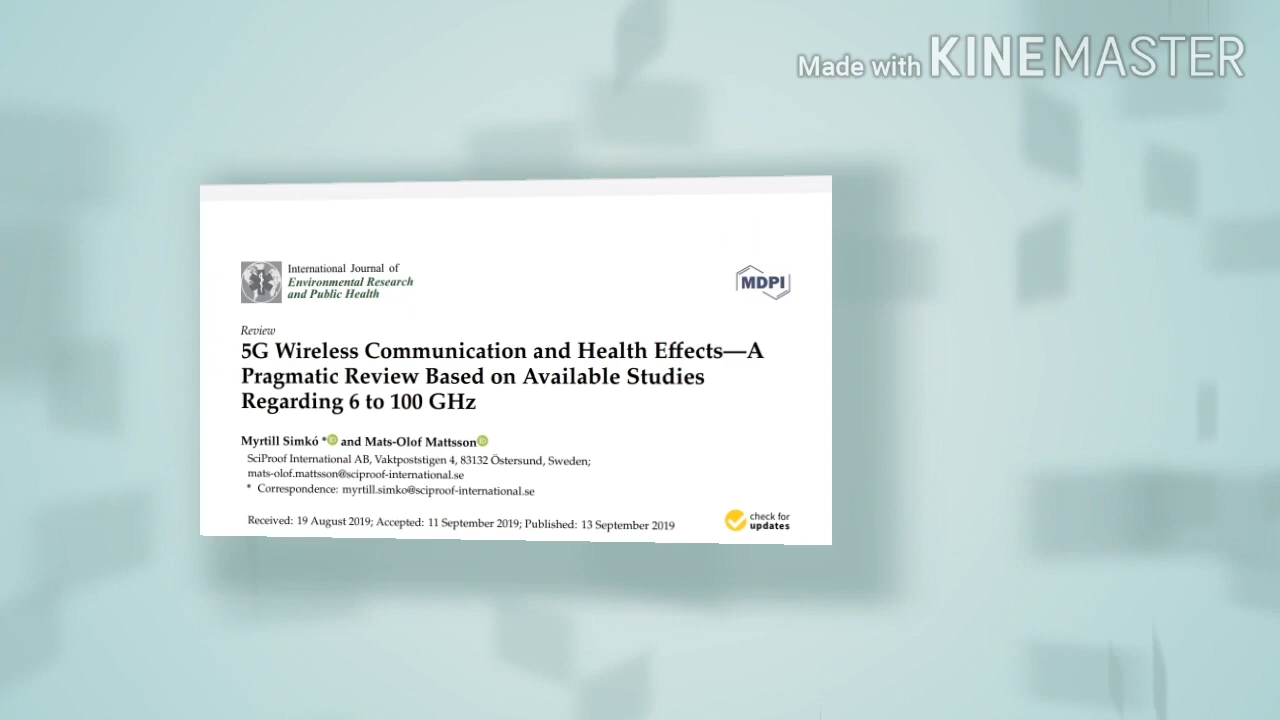 Made with KINEMASTER
International Journal of
Environmental Research
and Public Health
MDPI
Review
5G Wireless Communication and Health Effects—A
Pragmatic Review Based on Available Studies
Regarding 6 to 100 GHz
Myrtill Simkó * and Mats-Olof Mattsson
SciProof International AB, Vaktpoststigen 4, 83132 Östersund, Sweden;
mats-olof.mattsson@sciproof-international.se
* Correspondence: myrtill.simko@sciproof-international.se
Received: 19 August 2019; Accepted: 11 September 2019; Published: 13 September 2019
check for
updates